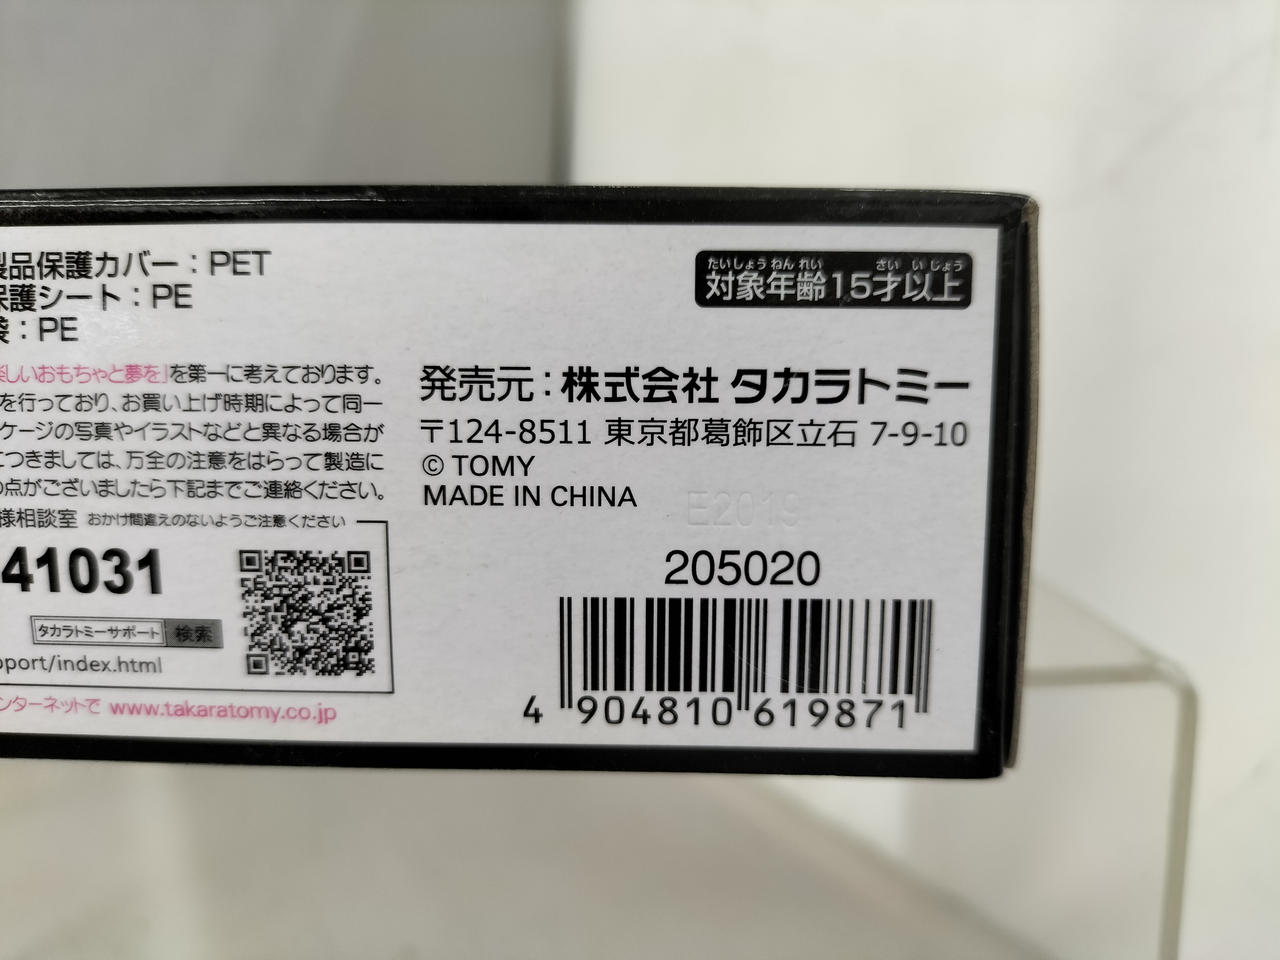 品保護カバー：PET
保護シート：PE
袋：PE
楽しいおもちゃと夢を」を第一に考えております。
を行っており、お買い上げ時期によって同一
ケージの写真やイラストなどと異なる場合が
につきましては、万全の注意をはらって製造に
の点がございましたら下記までご連絡ください。
様相談室 おかけ間違えのないようご注意ください
41031
タカラトミーサポート 検索
pport/index.html
ンターネットで www.takaratomy.co.jp
たいしょうねんれい さいいじょう
対象年齢15才以上
発売元：株式会社 タカラトミー
〒124-8511 東京都葛飾区立石 7-9-10
© TOMY
MADE IN CHINA
E2019
205020
4 904810 619871